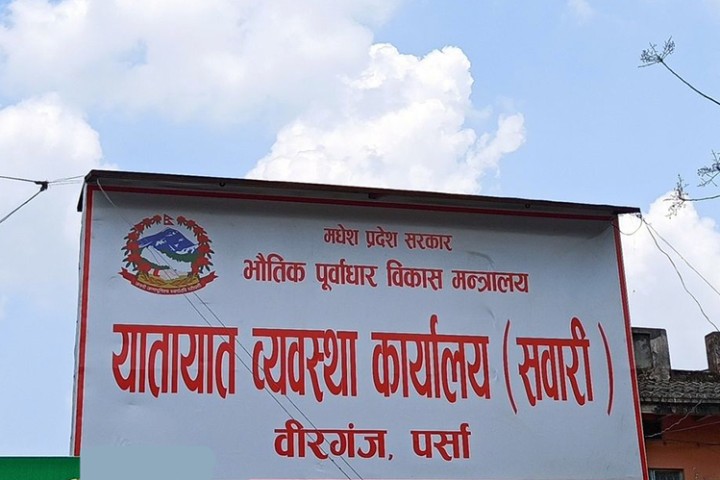 मधेश प्रदेश सरकार
भौतिक पूर्वाधार विकास मन्त्रालय
यातायात व्यवस्था कार्यालय (सवारी)
वीरगंज, पर्सा